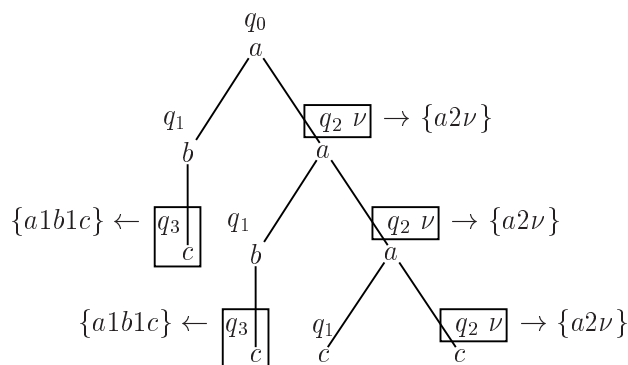 q₀
a
q₁ q₂ ν → {a2ν}
b a
{a1b1c} ← q₃ q₁ q₂ ν → {a2ν}
c b a
{a1b1c} ← q₃ q₁ q₂ ν → {a2ν}
c c c